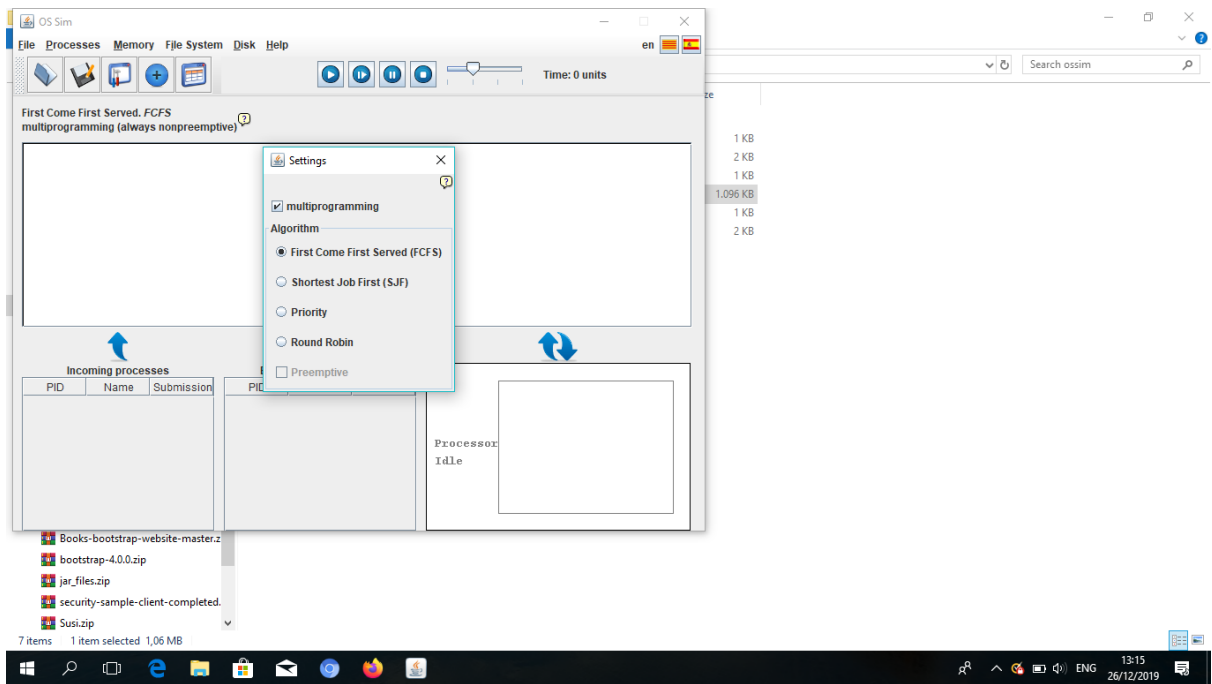 OS Sim
File Processes Memory File System Disk Help
en
Time: 0 units
First Come First Served. FCFS
multiprogramming (always nonpreemptive)
Settings
multiprogramming
Algorithm
First Come First Served (FCFS)
Shortest Job First (SJF)
Priority
Round Robin
Preemptive
Incoming processes
PID Name Submission
PID
Processor
Idle
Search ossim
ze
1 KB
2 KB
1 KB
1.096 KB
1 KB
2 KB
Books-bootstrap-website-master.z
bootstrap-4.0.0.zip
jar_files.zip
security-sample-client-completed.
Susi.zip
7 items 1 item selected 1,06 MB
ENG
13:15
26/12/2019